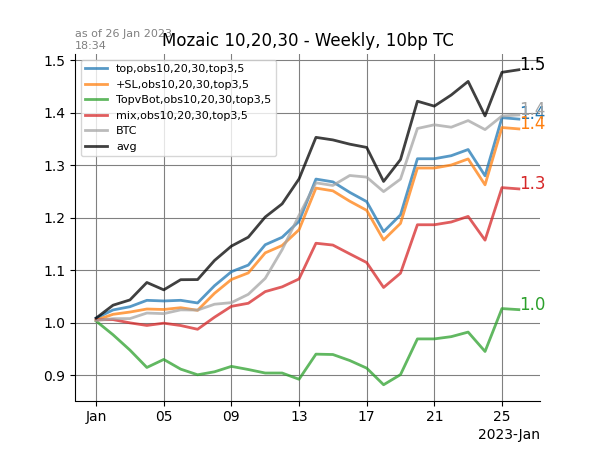 as of 26 Jan 2023
18:34
Mozaic 10,20,30 - Weekly, 10bp TC
top,obs10,20,30,top3,5
+SL,obs10,20,30,top3,5
TopvBot,obs10,20,30,top3,5
mix,obs10,20,30,top3,5
BTC
avg
1.5
1.4
1.3
1.2
1.1
1.0
0.9
1.5
1.4
1.4
1.4
1.3
1.0
Jan 05 09 13 17 21 25
2023-Jan